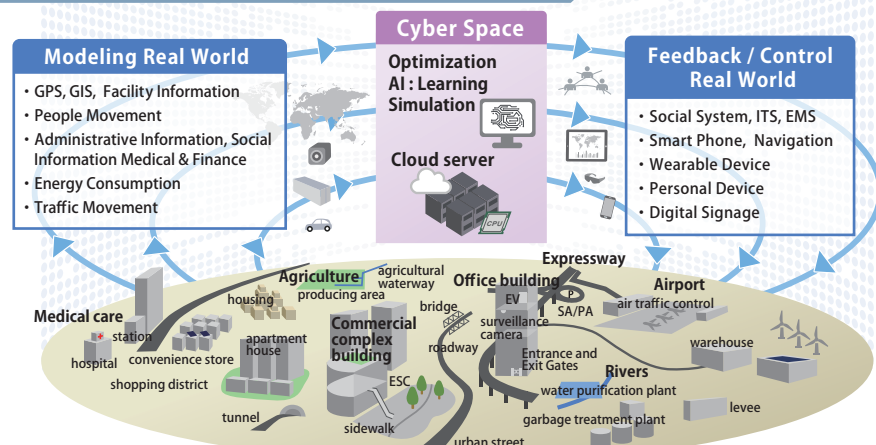 Cyber Space
Optimization
AI : Learning
Simulation
Cloud server
CPU
Modeling Real World
・GPS, GIS, Facility Information
・People Movement
・Administrative Information, Social
Information Medical & Finance
・Energy Consumption
・Traffic Movement
Feedback / Control
Real World
・Social System, ITS, EMS
・Smart Phone, Navigation
・Wearable Device
・Personal Device
・Digital Signage
Expressway
Agriculture
agricultural
waterway
producing area
Office building
EV
P
SA/PA
Airport
air traffic control
housing
bridge
Medical care
station
hospital
convenience store
shopping district
apartment
house
Commercial
complex
building
roadway
surveillance
camera
Entrance and
Exit Gates
warehouse
Rivers
water purification plant
ESC
levee
garbage treatment plant
tunnel
sidewalk
urban street